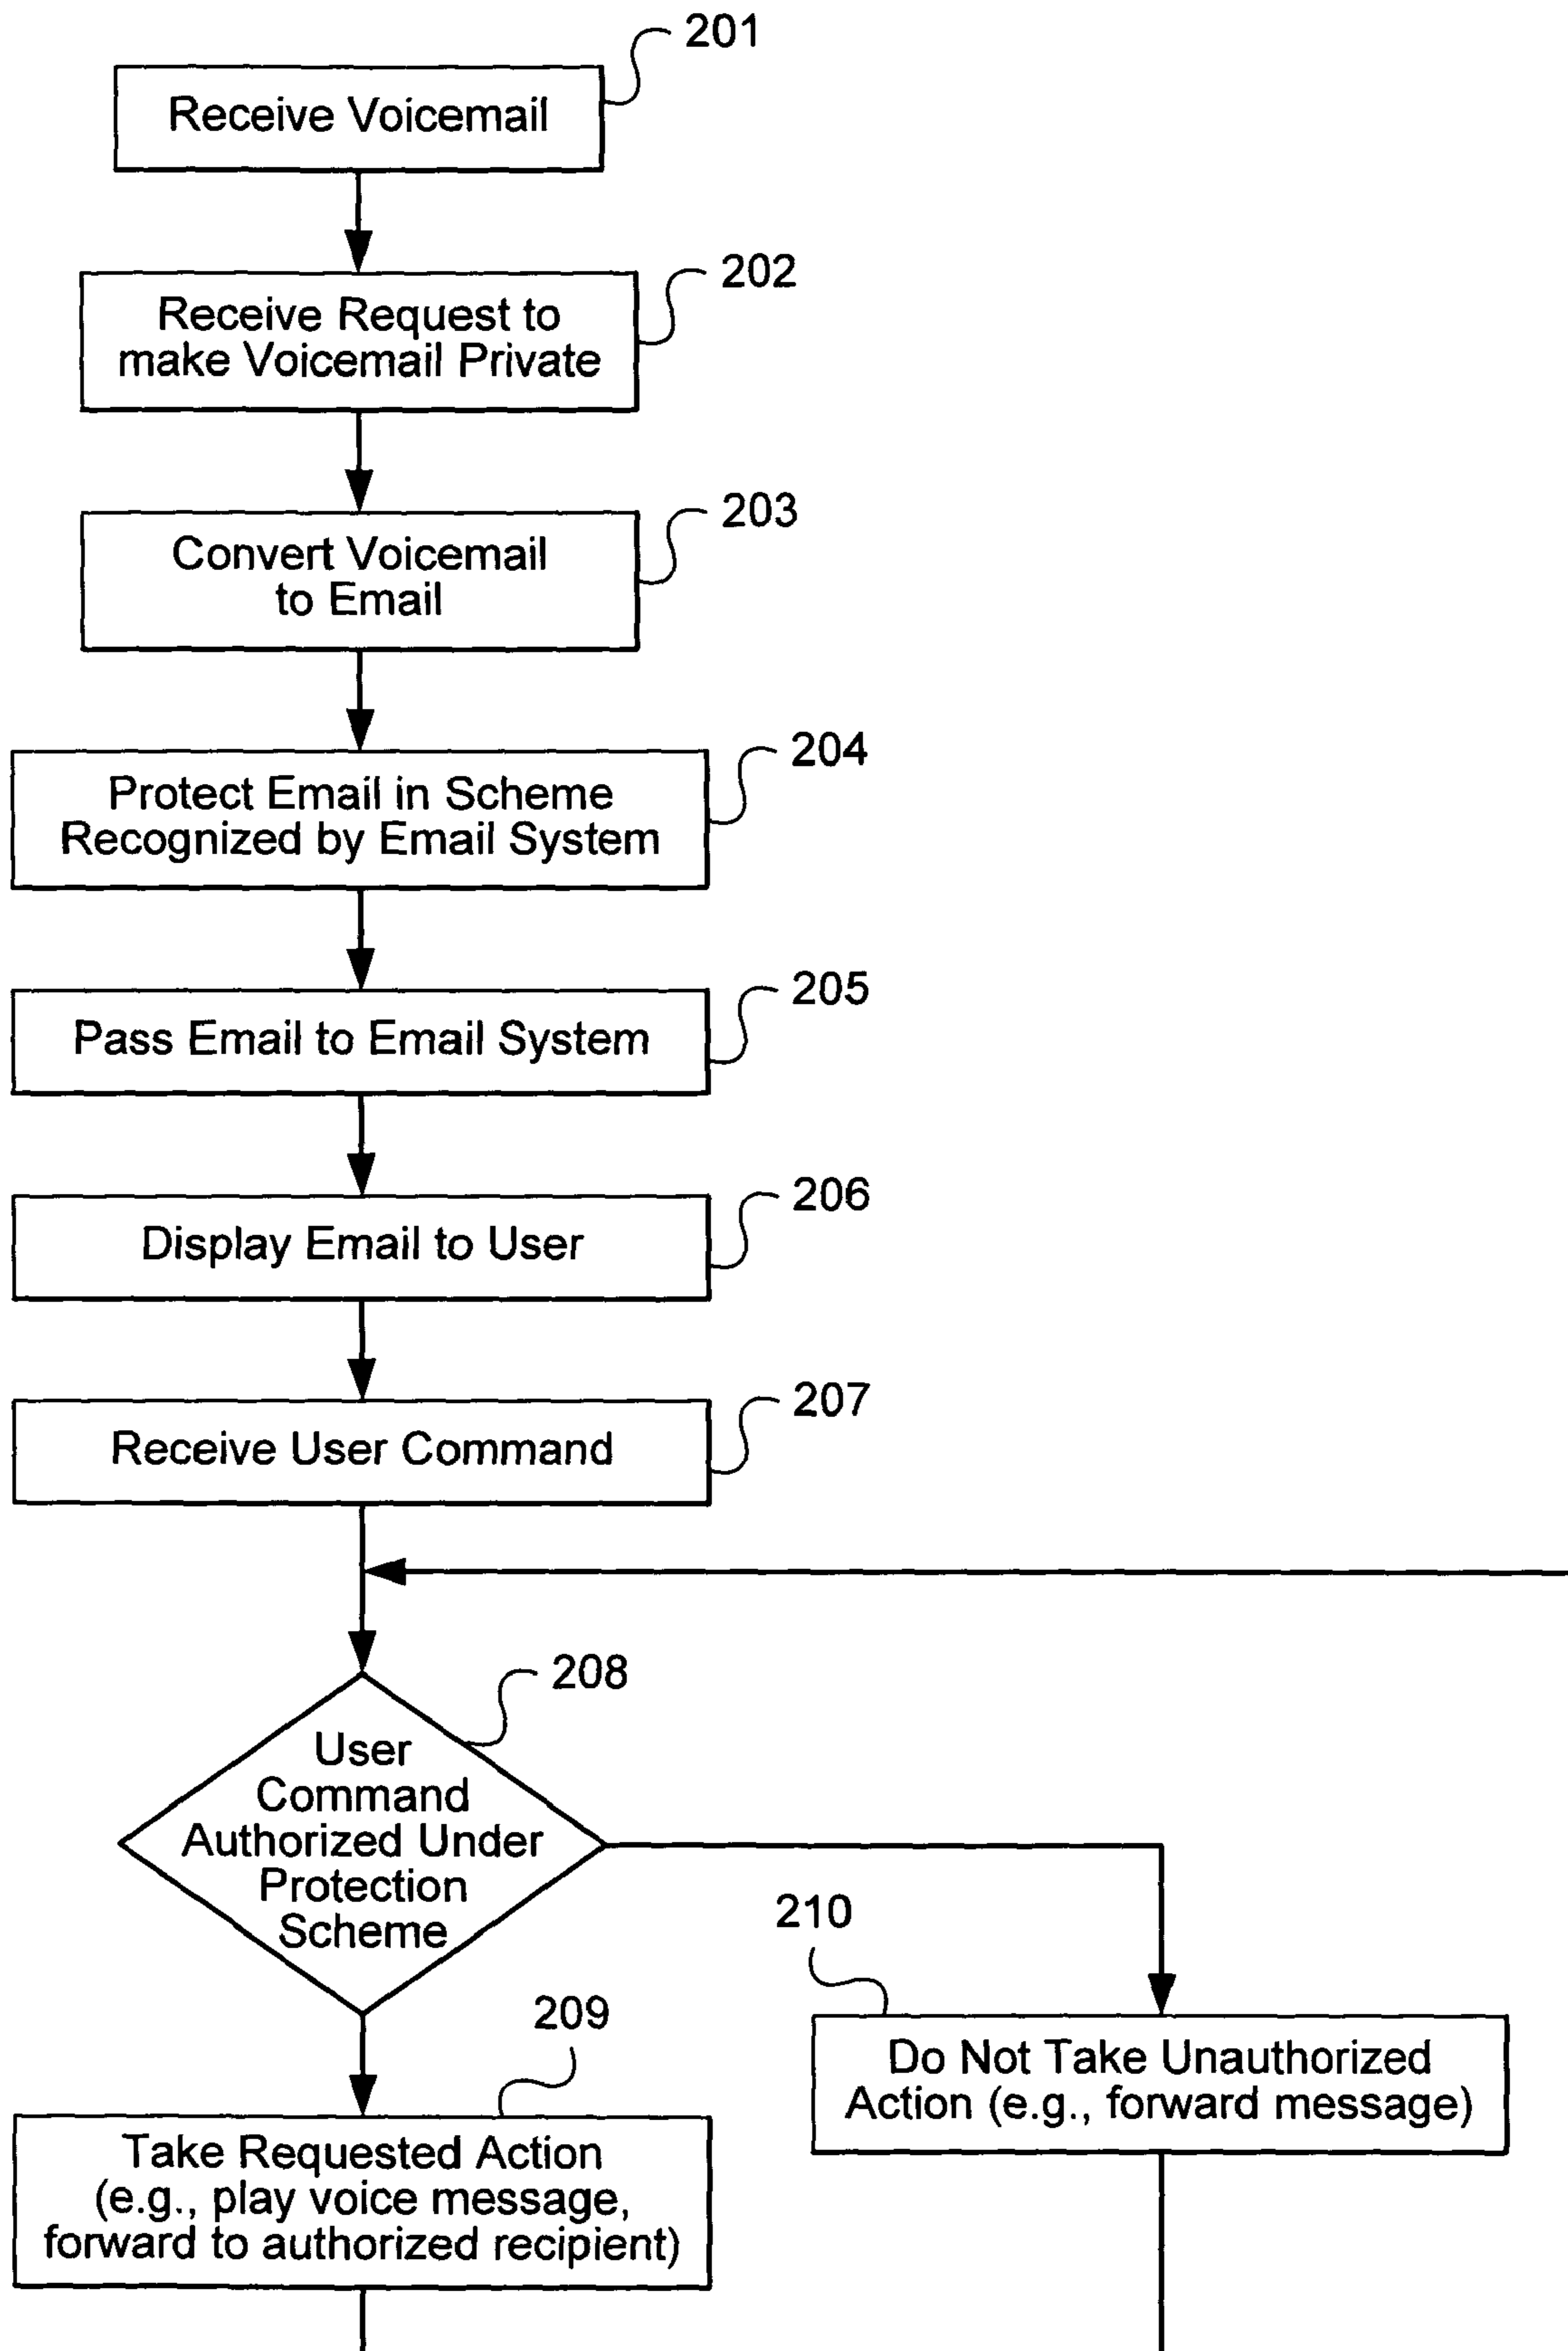 201
Receive Voicemail
202
Receive Request to
make Voicemail Private
203
Convert Voicemail
to Email
204
Protect Email in Scheme
Recognized by Email System
205
Pass Email to Email System
206
Display Email to User
207
Receive User Command
208
User
Command
Authorized Under
Protection
Scheme
210
Do Not Take Unauthorized
Action (e.g., forward message)
209
Take Requested Action
(e.g., play voice message,
forward to authorized recipient)